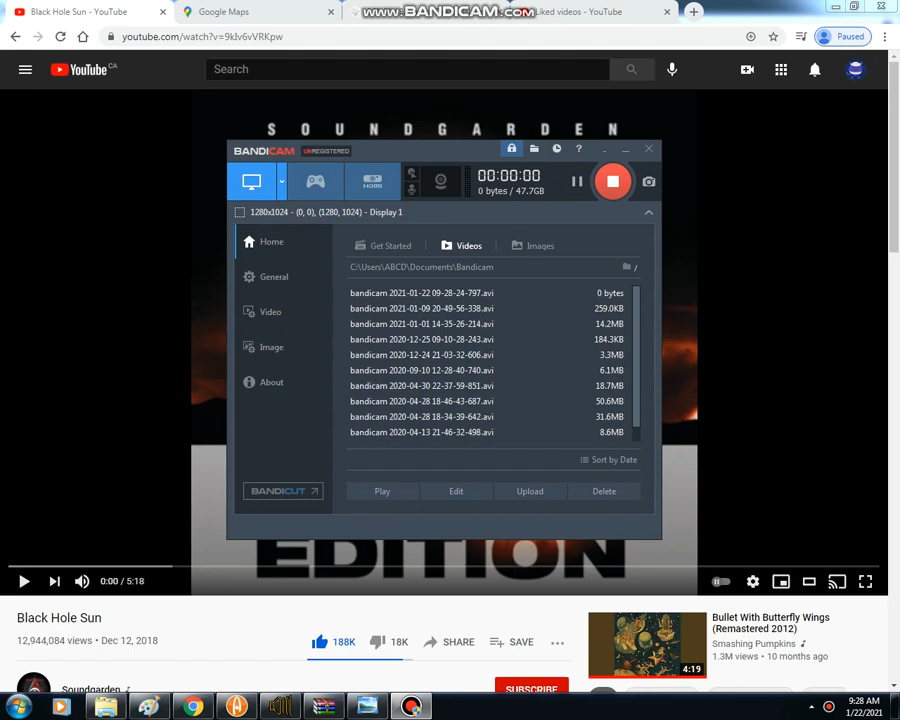 Black Hole Sun - YouTube
Google Maps
www.BANDICAM.com
Liked videos - YouTube
youtube.com/watch?v=9kIv6vVRKpw
Paused
YouTube CA
Search
SOUNDGARDEN
BANDICAM UNREGISTERED
HDMI
00:00:00
0 bytes / 47.7GB
1280x1024 - (0, 0), (1280, 1024) - Display 1
Home
General
Video
Image
About
BANDICUT
Get Started
Videos
Images
C:\Users\ABCD\Documents\Bandicam
bandicam 2021-01-22 09-28-24-797.avi 0 bytes
bandicam 2021-01-09 20-49-56-338.avi 259.0KB
bandicam 2021-01-01 14-35-26-214.avi 14.2MB
bandicam 2020-12-25 09-10-28-243.avi 184.3KB
bandicam 2020-12-24 21-03-32-606.avi 3.3MB
bandicam 2020-09-10 12-28-40-740.avi 6.1MB
bandicam 2020-04-30 22-37-59-851.avi 18.7MB
bandicam 2020-04-28 18-46-43-687.avi 50.6MB
bandicam 2020-04-28 18-34-39-642.avi 31.6MB
bandicam 2020-04-13 21-46-32-498.avi 8.6MB
Sort by Date
Play Edit Upload Delete
EDITION
0:00 / 5:18
Black Hole Sun
12,944,084 views • Dec 12, 2018
188K 18K SHARE SAVE
Soundgarden
SUBSCRIBE
Bullet With Butterfly Wings
(Remastered 2012)
Smashing Pumpkins
1.3M views • 10 months ago
4:19
9:28 AM
1/22/2021